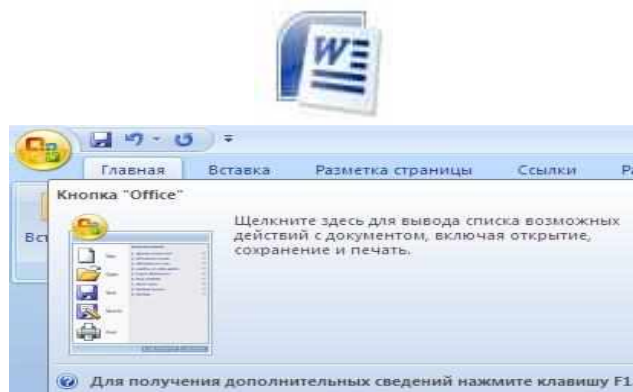 W
Главная Вставка Разметка страницы Ссылки
Кнопка "Office"
Щелкните здесь для вывода списка возможных
действий с документом, включая открытие,
сохранение и печать.
Для получения дополнительных сведений нажмите клавишу F1